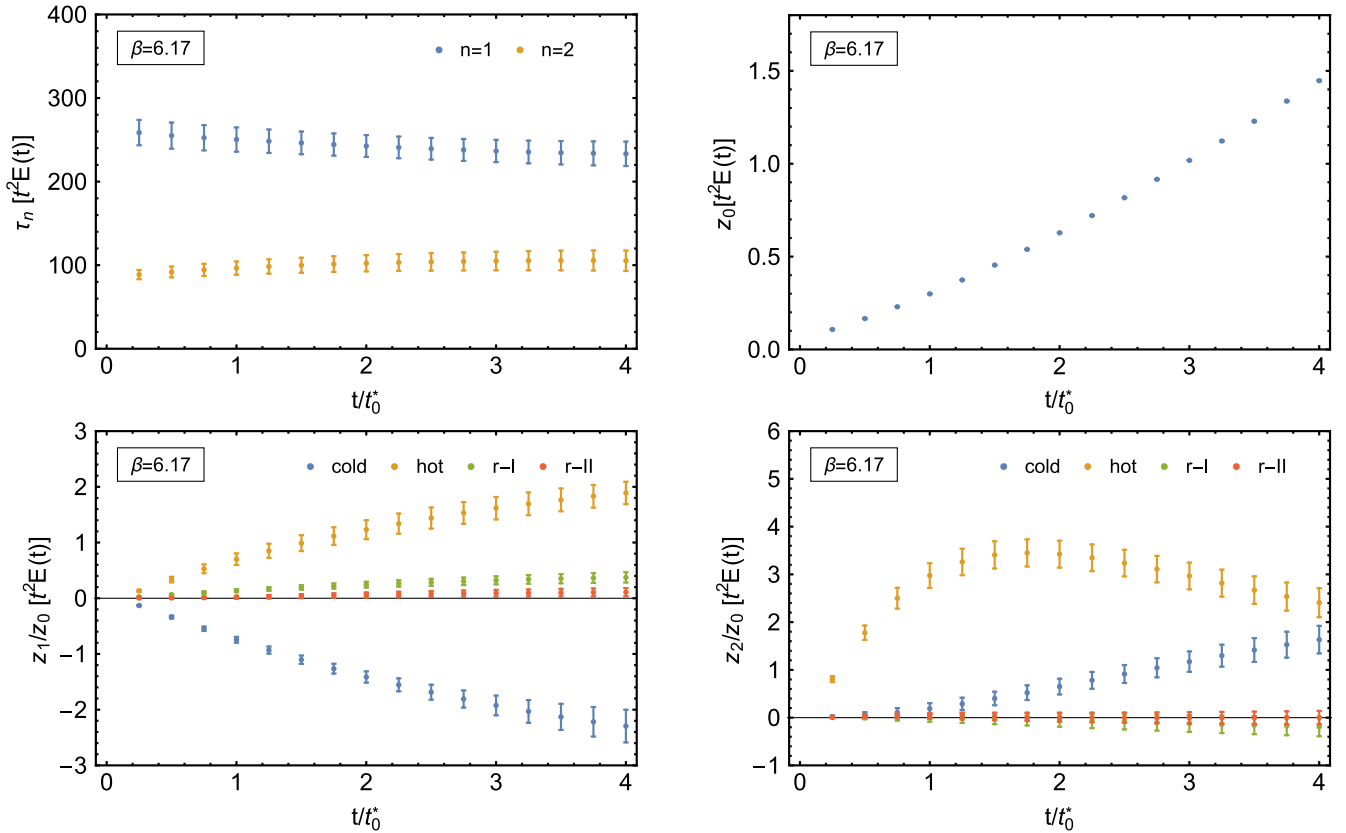 400
300
200
100
0
τn [t²E(t)]
β=6.17
n=1 n=2
0 1 2 3 4
t/t₀*
1.5
1.0
0.5
0.0
z₀[t²E(t)]
β=6.17
0 1 2 3 4
t/t₀*
3
2
1
0
−1
−2
−3
z₁/z₀ [t²E(t)]
β=6.17
cold hot r−I r−II
0 1 2 3 4
t/t₀*
6
5
4
3
2
1
0
−1
z₂/z₀ [t²E(t)]
β=6.17
cold hot r−I r−II
0 1 2 3 4
t/t₀*